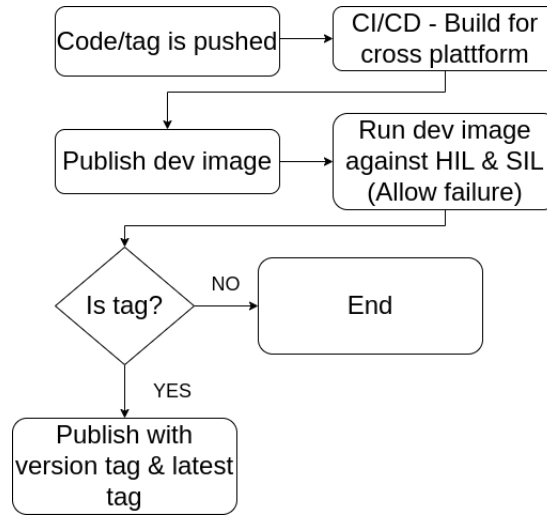 Code/tag is pushed
CI/CD - Build for
cross plattform
Publish dev image
Run dev image
against HIL & SIL
(Allow failure)
Is tag?
NO
End
YES
Publish with
version tag & latest
tag